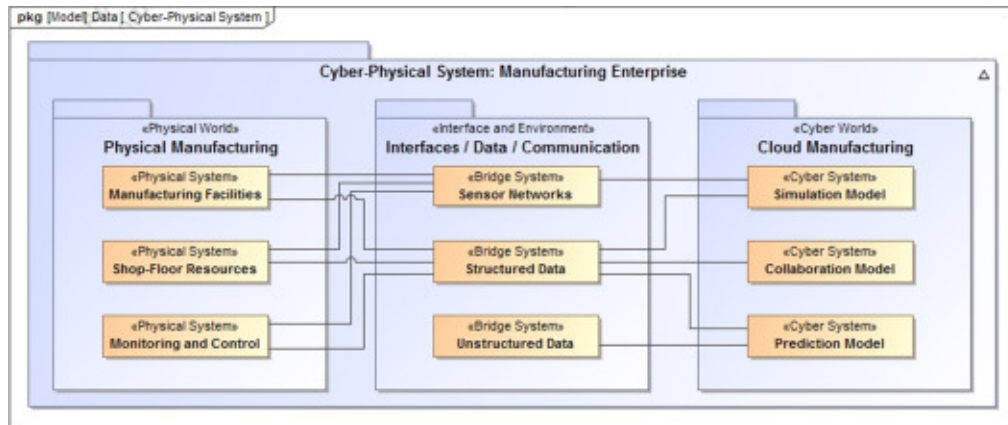 pkg [Model] Data [ Cyber-Physical System ]
Cyber-Physical System: Manufacturing Enterprise
«Physical World»
Physical Manufacturing
«Physical System»
Manufacturing Facilities
«Physical System»
Shop-Floor Resources
«Physical System»
Monitoring and Control
«Interface and Environment»
Interfaces / Data / Communication
«Bridge System»
Sensor Networks
«Bridge System»
Structured Data
«Bridge System»
Unstructured Data
«Cyber World»
Cloud Manufacturing
«Cyber System»
Simulation Model
«Cyber System»
Collaboration Model
«Cyber System»
Prediction Model